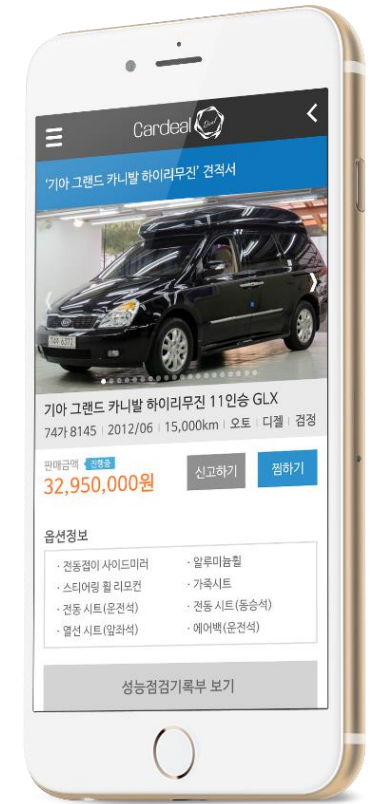 Cardeal Deal
'기아 그랜드 카니발 하이리무진' 견적서
기아 그랜드 카니발 하이리무진 11인승 GLX
74가 8145 | 2012/06 | 15,000km | 오토 | 디젤 | 검정
판매금액 진행중
32,950,000원
신고하기 찜하기
옵션정보
· 전동접이 사이드미러 · 알루미늄휠
· 스티어링 휠 리모컨 · 가죽시트
· 전동 시트(운전석) · 전동 시트(동승석)
· 열선 시트(앞좌석) · 에어백(운전석)
성능점검기록부 보기